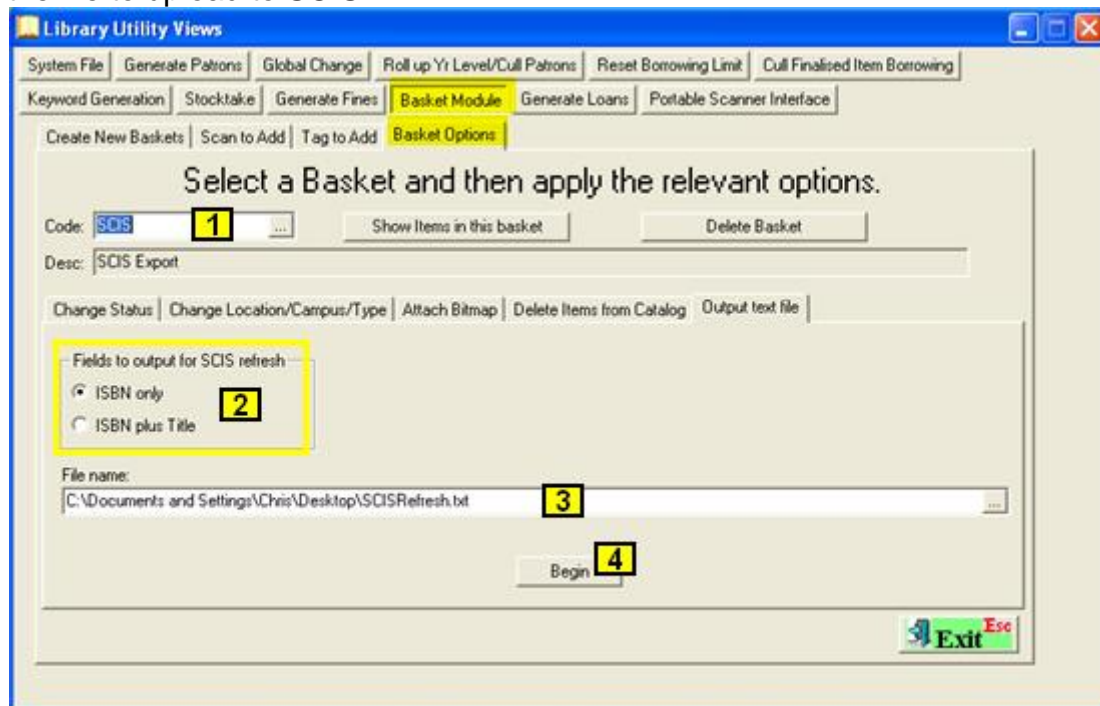 Library Utility Views
System File Generate Patrons Global Change Roll up Yr Level/Cull Patrons Reset Borrowing Limit Cull Finalised Item Borrowing
Keyword Generation Stocktake Generate Fines Basket Module Generate Loans Portable Scanner Interface
Create New Baskets Scan to Add Tag to Add Basket Options
Select a Basket and then apply the relevant options.
Code: SCIS 1 ... Show Items in this basket Delete Basket
Desc: SCIS Export
Change Status Change Location/Campus/Type Attach Bitmap Delete Items from Catalog Output text file
Fields to output for SCIS refresh
ISBN only
2
ISBN plus Title
File name:
C:\Documents and Settings\Chris\Desktop\SCISRefresh.txt 3 ...
Begin 4
Exit Esc